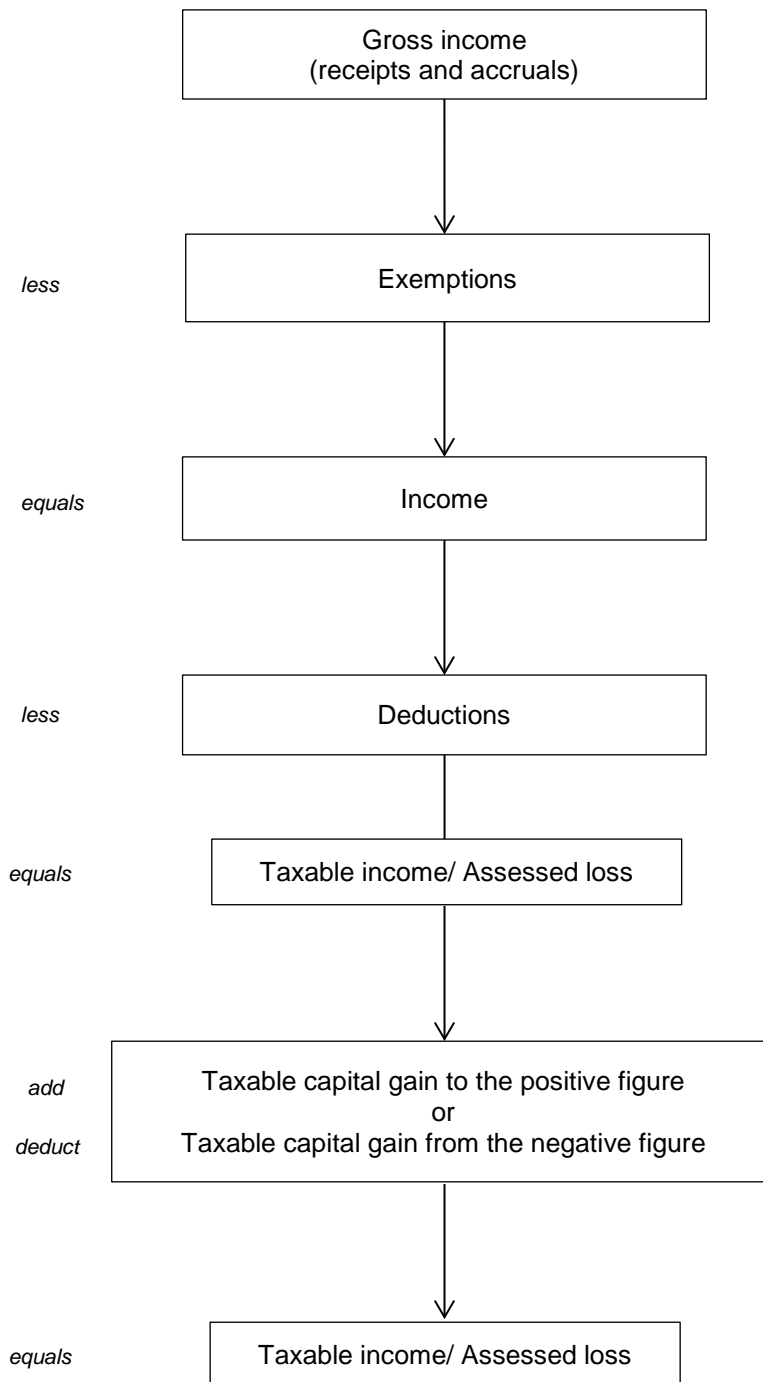 Gross income
(receipts and accruals)
less
Exemptions
equals
Income
less
Deductions
equals
Taxable income/ Assessed loss
add
Taxable capital gain to the positive figure
or
deduct
Taxable capital gain from the negative figure
equals
Taxable income/ Assessed loss